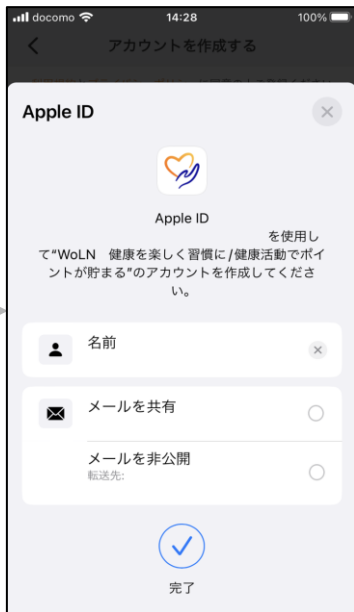 docomo 14:28 100%
アカウントを作成する
Apple ID
Apple ID
を使用し
て“WoLN　健康を楽しく習慣に/健康活動でポイ
ントが貯まる”のアカウントを作成してくださ
い。
名前
メールを共有
メールを非公開
転送先:
完了